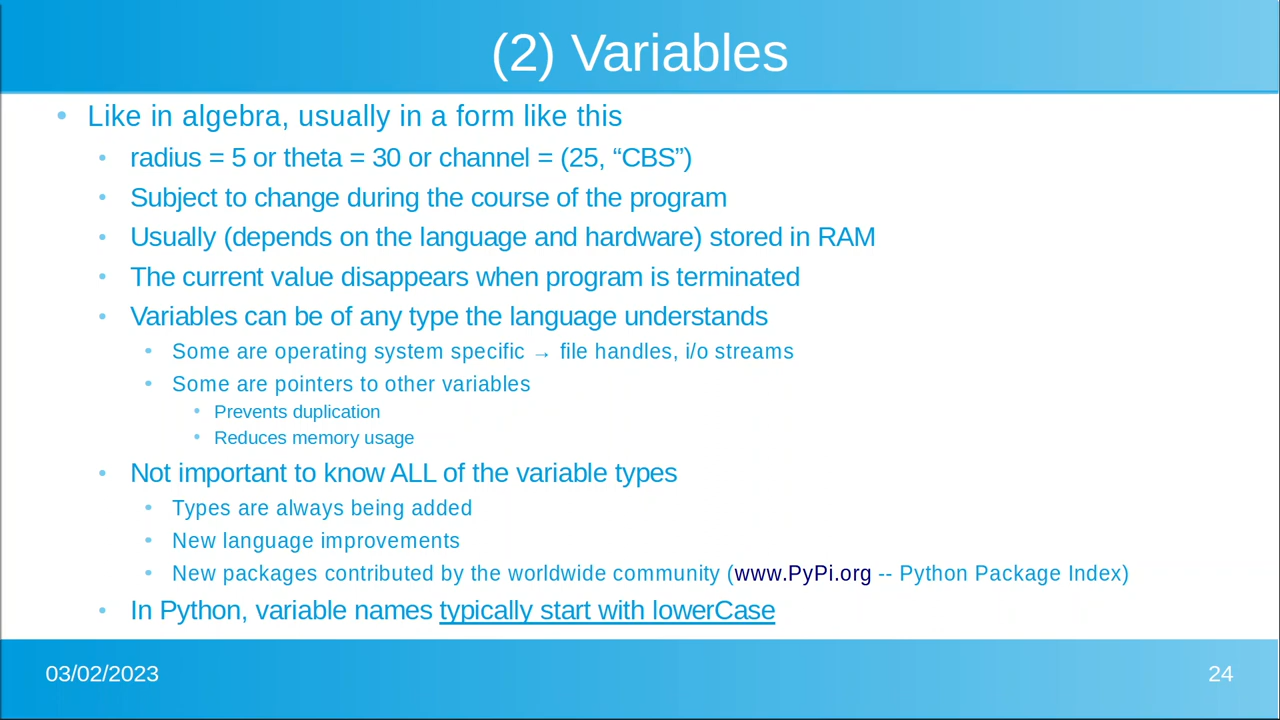 (2) Variables
• Like in algebra, usually in a form like this
• radius = 5 or theta = 30 or channel = (25, “CBS”)
• Subject to change during the course of the program
• Usually (depends on the language and hardware) stored in RAM
• The current value disappears when program is terminated
• Variables can be of any type the language understands
• Some are operating system specific → file handles, i/o streams
• Some are pointers to other variables
• Prevents duplication
• Reduces memory usage
• Not important to know ALL of the variable types
• Types are always being added
• New language improvements
• New packages contributed by the worldwide community (www.PyPi.org -- Python Package Index)
• In Python, variable names typically start with lowerCase
03/02/2023
24